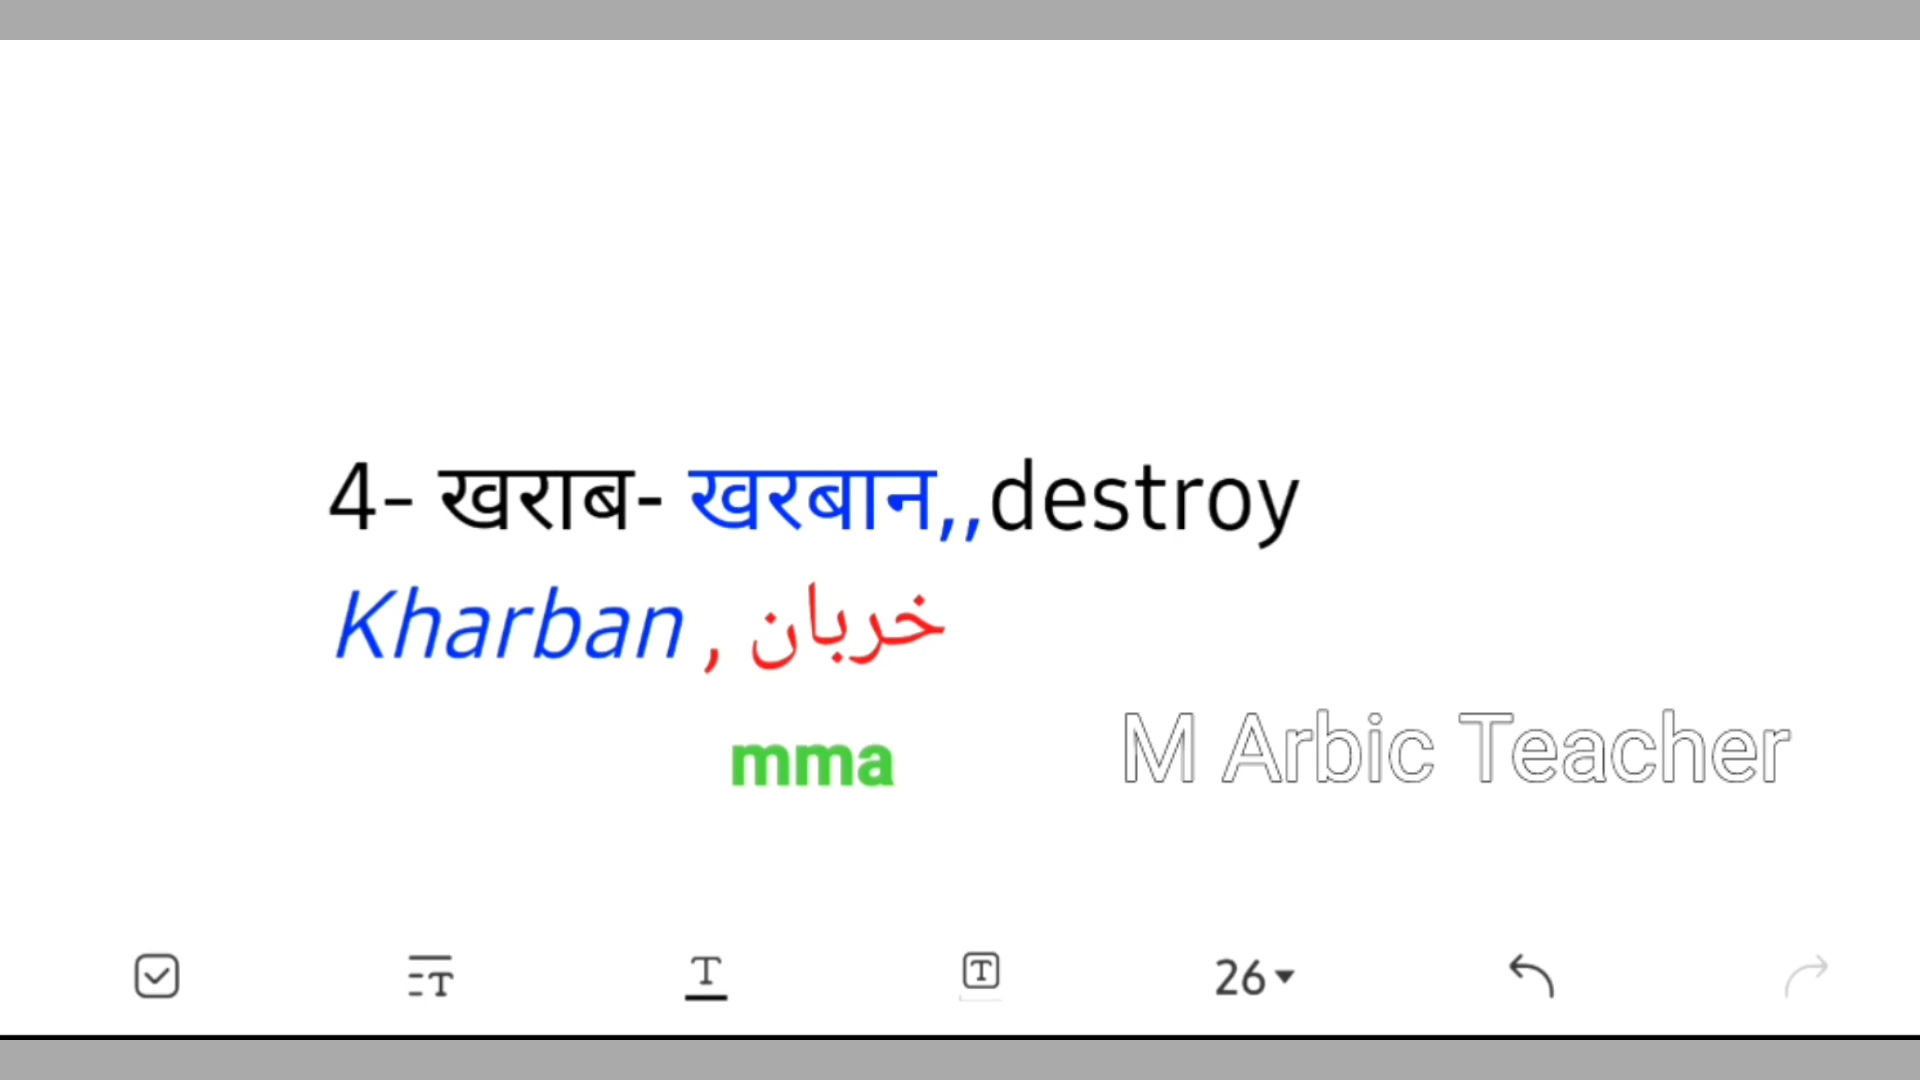 4- खराब- खरबान,,destroy
Kharban , خربان
mma
M Arbic Teacher
26